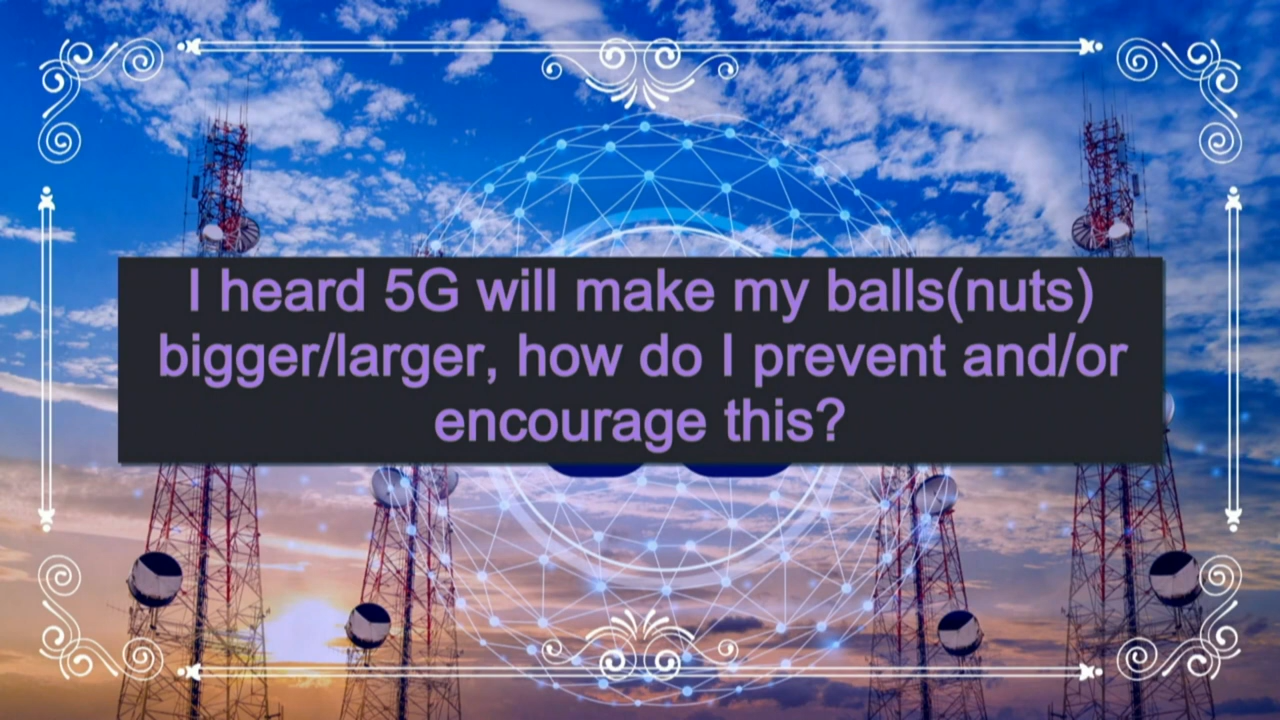 I heard 5G will make my balls(nuts)
bigger/larger, how do I prevent and/or
encourage this?